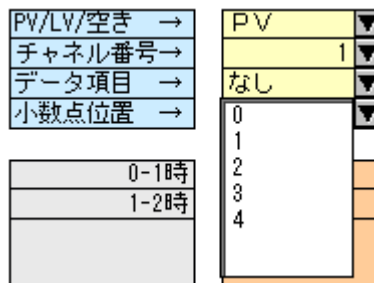 PV/LV/空き → PV
チャネル番号→ 1
データ項目 → なし
小数点位置 →
0
1
2
3
4
0-1時
1-2時